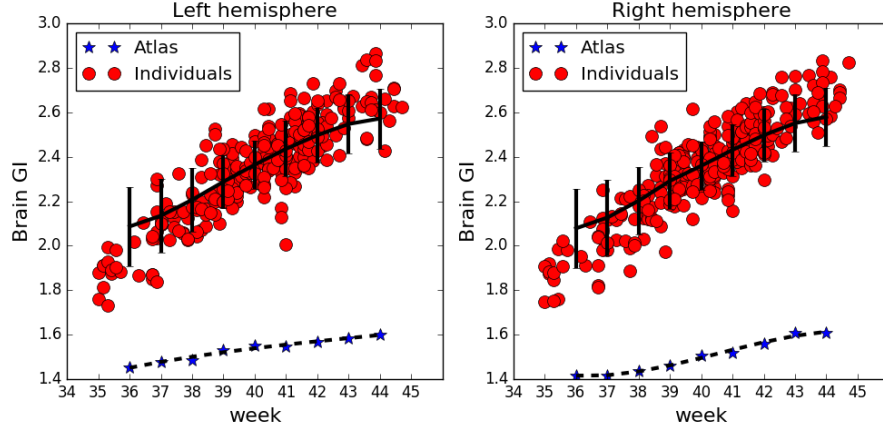 Left hemisphere
Right hemisphere
Brain GI
3.0
2.8
2.6
2.4
2.2
2.0
1.8
1.6
1.4
Atlas
Individuals
34 35 36 37 38 39 40 41 42 43 44 45
week
Brain GI
3.0
2.8
2.6
2.4
2.2
2.0
1.8
1.6
1.4
Atlas
Individuals
34 35 36 37 38 39 40 41 42 43 44 45
week